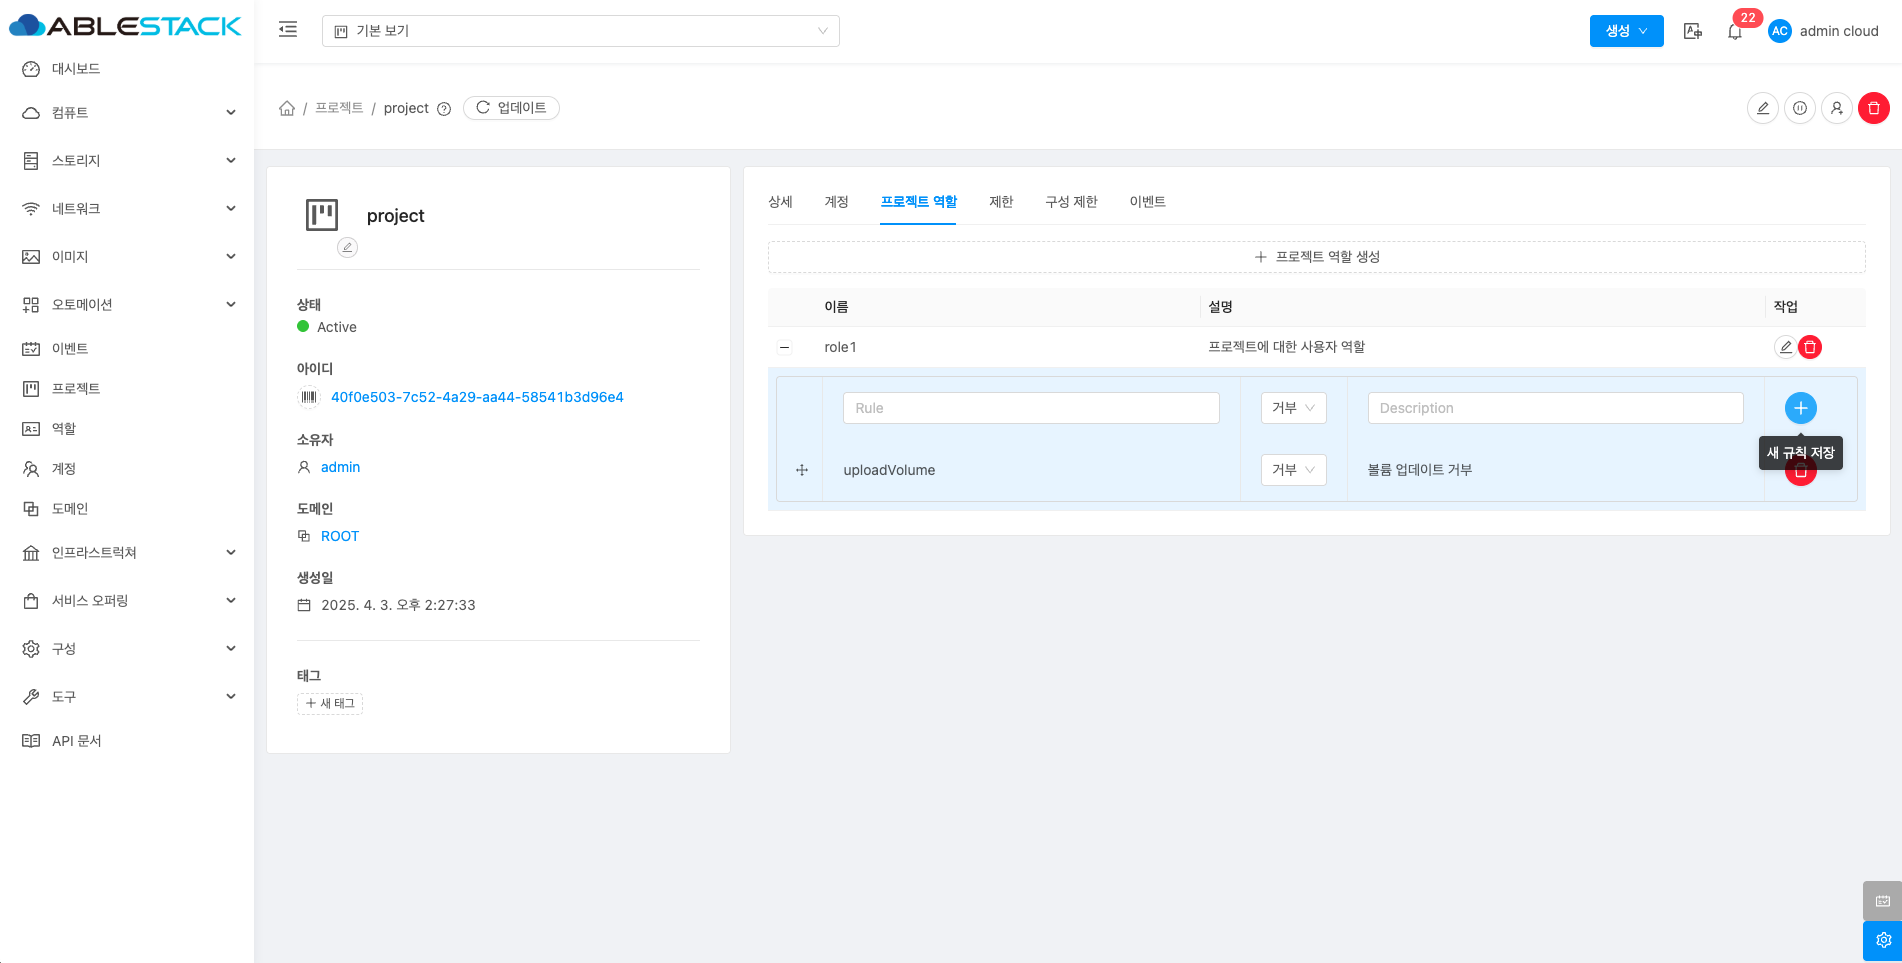 ABLESTACK
기본 보기
생성
22
AC
admin cloud
대시보드
컴퓨트
스토리지
네트워크
이미지
오토메이션
이벤트
프로젝트
역할
계정
도메인
인프라스트럭쳐
서비스 오퍼링
구성
도구
API 문서
/ 프로젝트 / project
업데이트
project
상태
Active
아이디
40f0e503-7c52-4a29-aa44-58541b3d96e4
소유자
admin
도메인
ROOT
생성일
2025. 4. 3. 오후 2:27:33
태그
새 태그
상세 계정 프로젝트 역할 제한 구성 제한 이벤트
프로젝트 역할 생성
이름 설명 작업
role1 프로젝트에 대한 사용자 역할
Rule 거부 Description
새 규칙 저장
uploadVolume 거부 볼륨 업데이트 거부